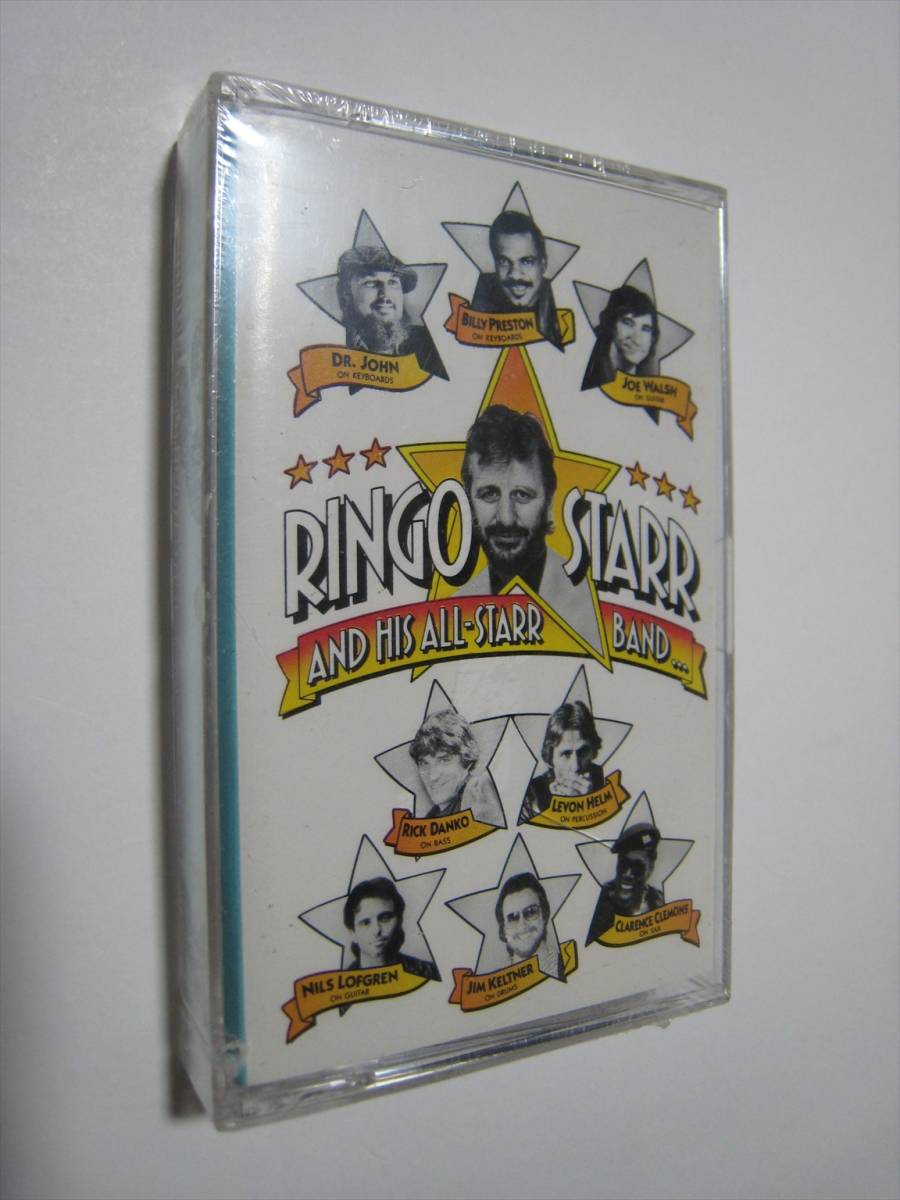 BILLY PRESTON
ON KEYBOARDS
DR. JOHN
ON KEYBOARDS
JOE WALSH
ON GUITAR
RINGO STARR
AND HIS ALL-STARR BAND...
RICK DANKO
ON BASS
LEVON HELM
ON PERCUSSION
CLARENCE CLEMONS
ON SAX
NILS LOFGREN
ON GUITAR
JIM KELTNER
ON DRUMS